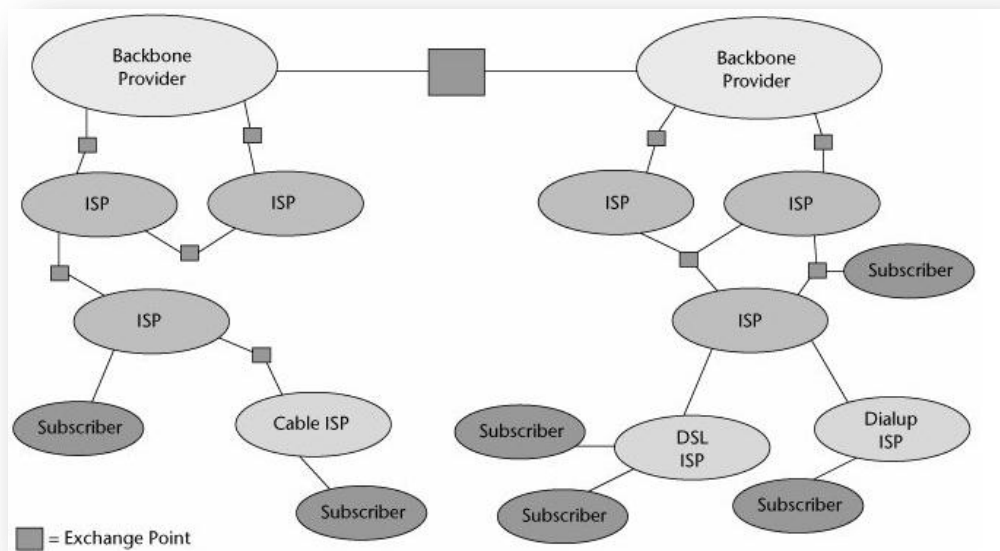 Backbone
Provider
Backbone
Provider
ISP
ISP
ISP
ISP
Subscriber
ISP
ISP
Subscriber
Cable ISP
Subscriber
DSL
ISP
Dialup
ISP
Subscriber
Subscriber
Subscriber
= Exchange Point